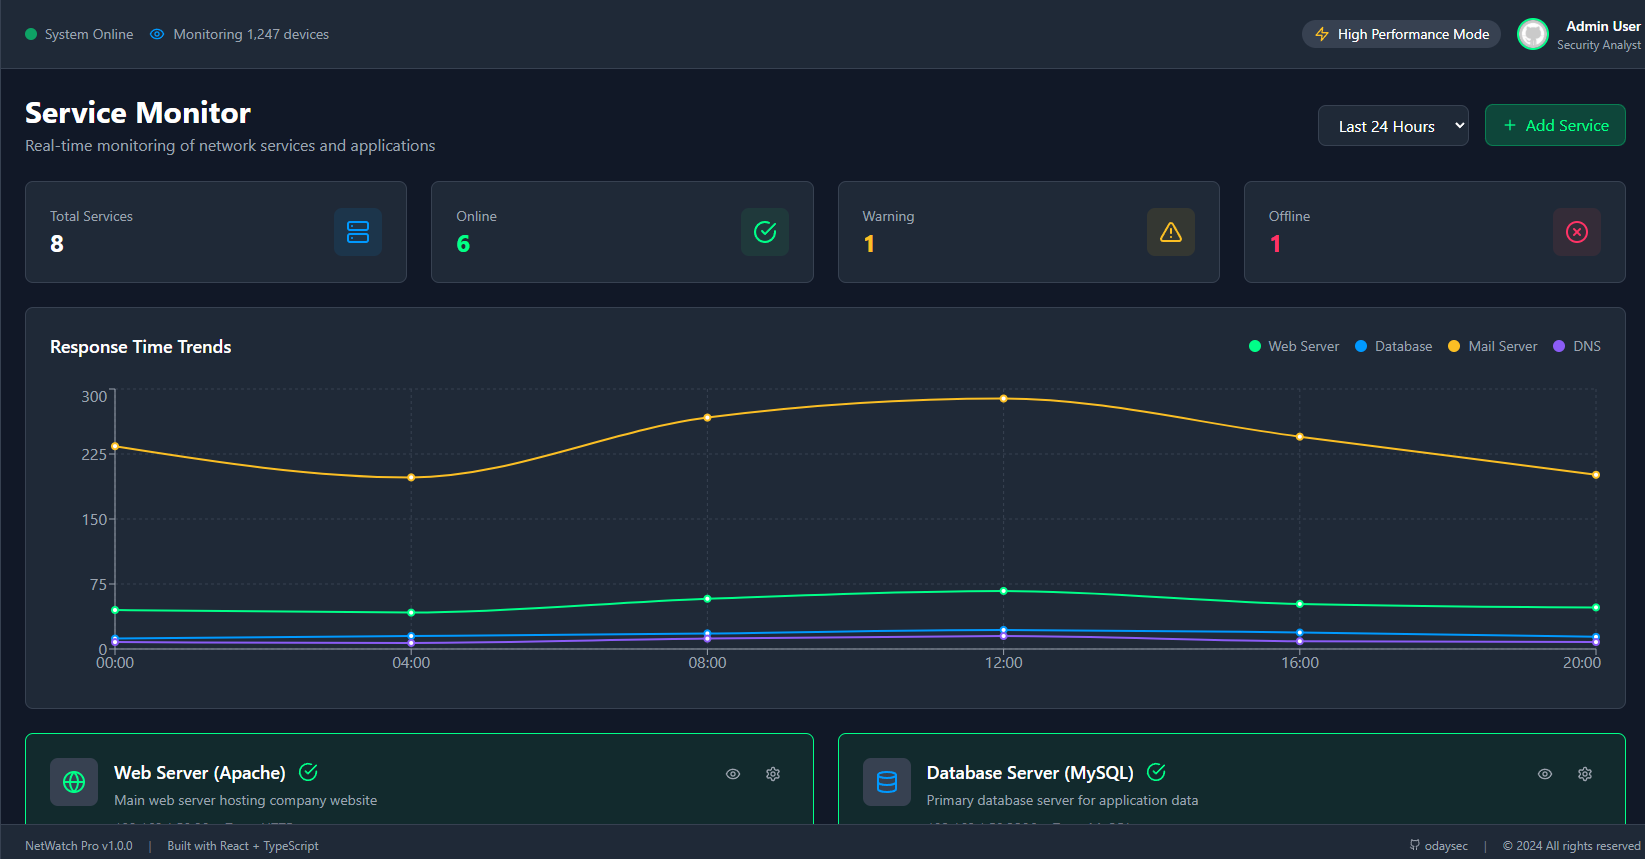 System Online
Monitoring 1,247 devices
High Performance Mode
Admin User
Security Analyst
Service Monitor
Real-time monitoring of network services and applications
Last 24 Hours
+ Add Service
Total Services
8
Online
6
Warning
1
Offline
1
Response Time Trends
Web Server
Database
Mail Server
DNS
300
225
150
75
0
00:00
04:00
08:00
12:00
16:00
20:00
Web Server (Apache)
Main web server hosting company website
Database Server (MySQL)
Primary database server for application data
NetWatch Pro v1.0.0 | Built with React + TypeScript
odaysec | © 2024 All rights reserved